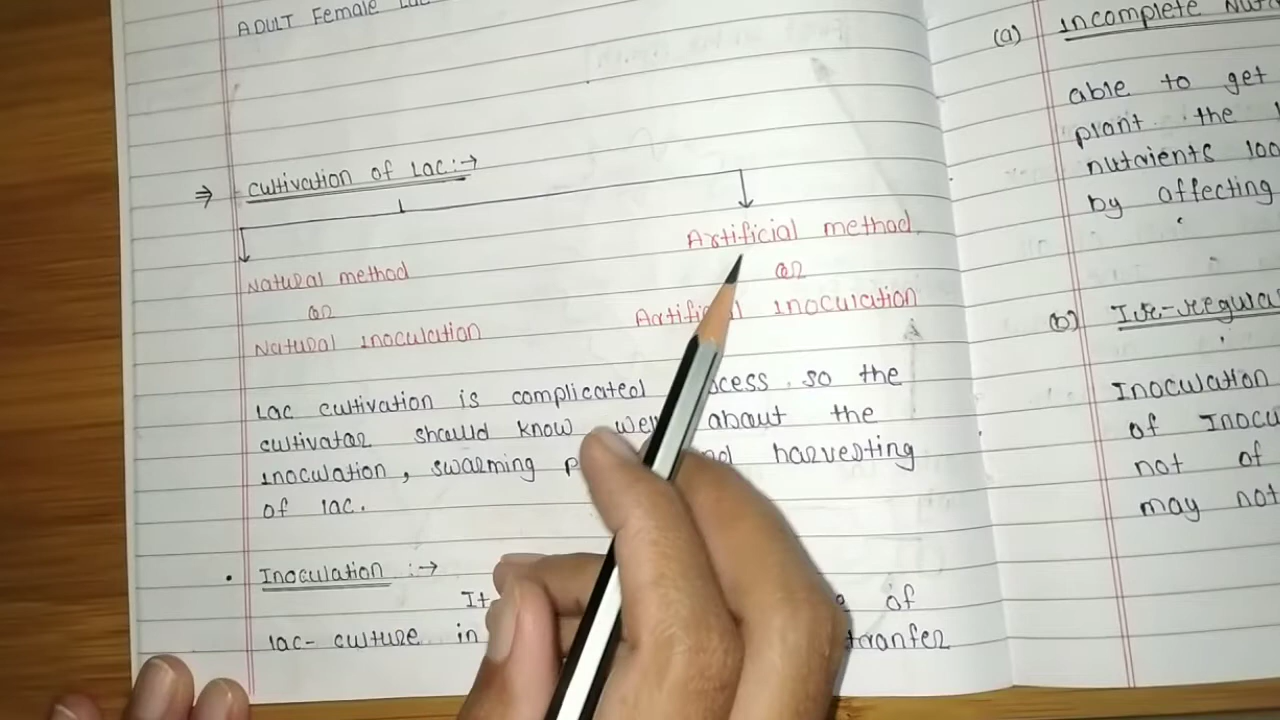 ADULT Female
⇒ cultivation of Lac:→
Natural method
or
Natural Inoculation
Artificial method
or
Artificial Inoculation
Lac cultivation is complicated so the
cultivator should know about the
inoculation, swarming harvesting
of lac.
• Inoculation :→
It of
lac- culture in tranfer
(a) Incomplete
able to get
plant the
nutrients
by affecting
(b) Irr-regula
Inoculation
of Inocu
not of
may not